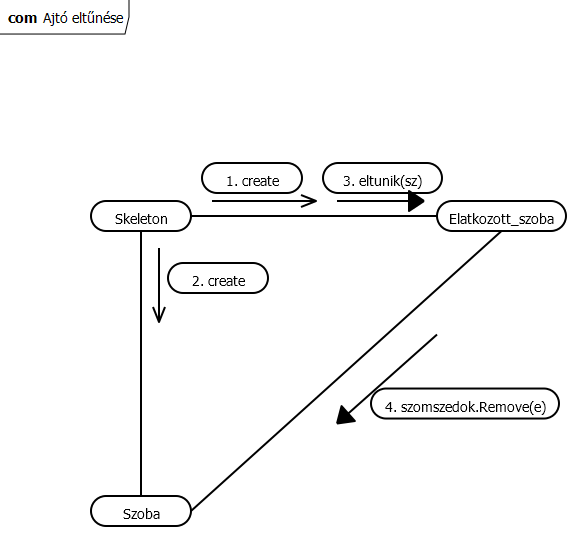 com Ajtó eltűnése
1. create
3. eltunik(sz)
Skeleton
Elatkozott_szoba
2. create
4. szomszedok.Remove(e)
Szoba